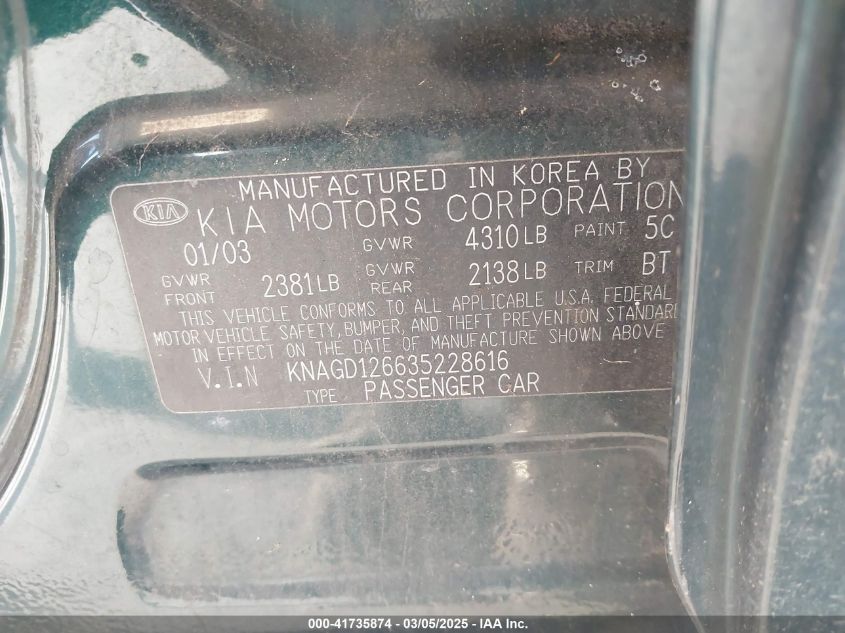 MANUFACTURED IN KOREA BY
KIA KIA MOTORS CORPORATION
01/03 GVWR 4310LB PAINT 5C
GVWR FRONT 2381LB GVWR REAR 2138LB TRIM BT
THIS VEHICLE CONFORMS TO ALL APPLICABLE U.S.A. FEDERAL
MOTOR VEHICLE SAFETY, BUMPER, AND THEFT PREVENTION STANDARD
IN EFFECT ON THE DATE OF MANUFACTURE SHOWN ABOVE
V.I.N KNAGD126635228616
TYPE PASSENGER CAR
000-41735874 - 03/05/2025 - IAA Inc.